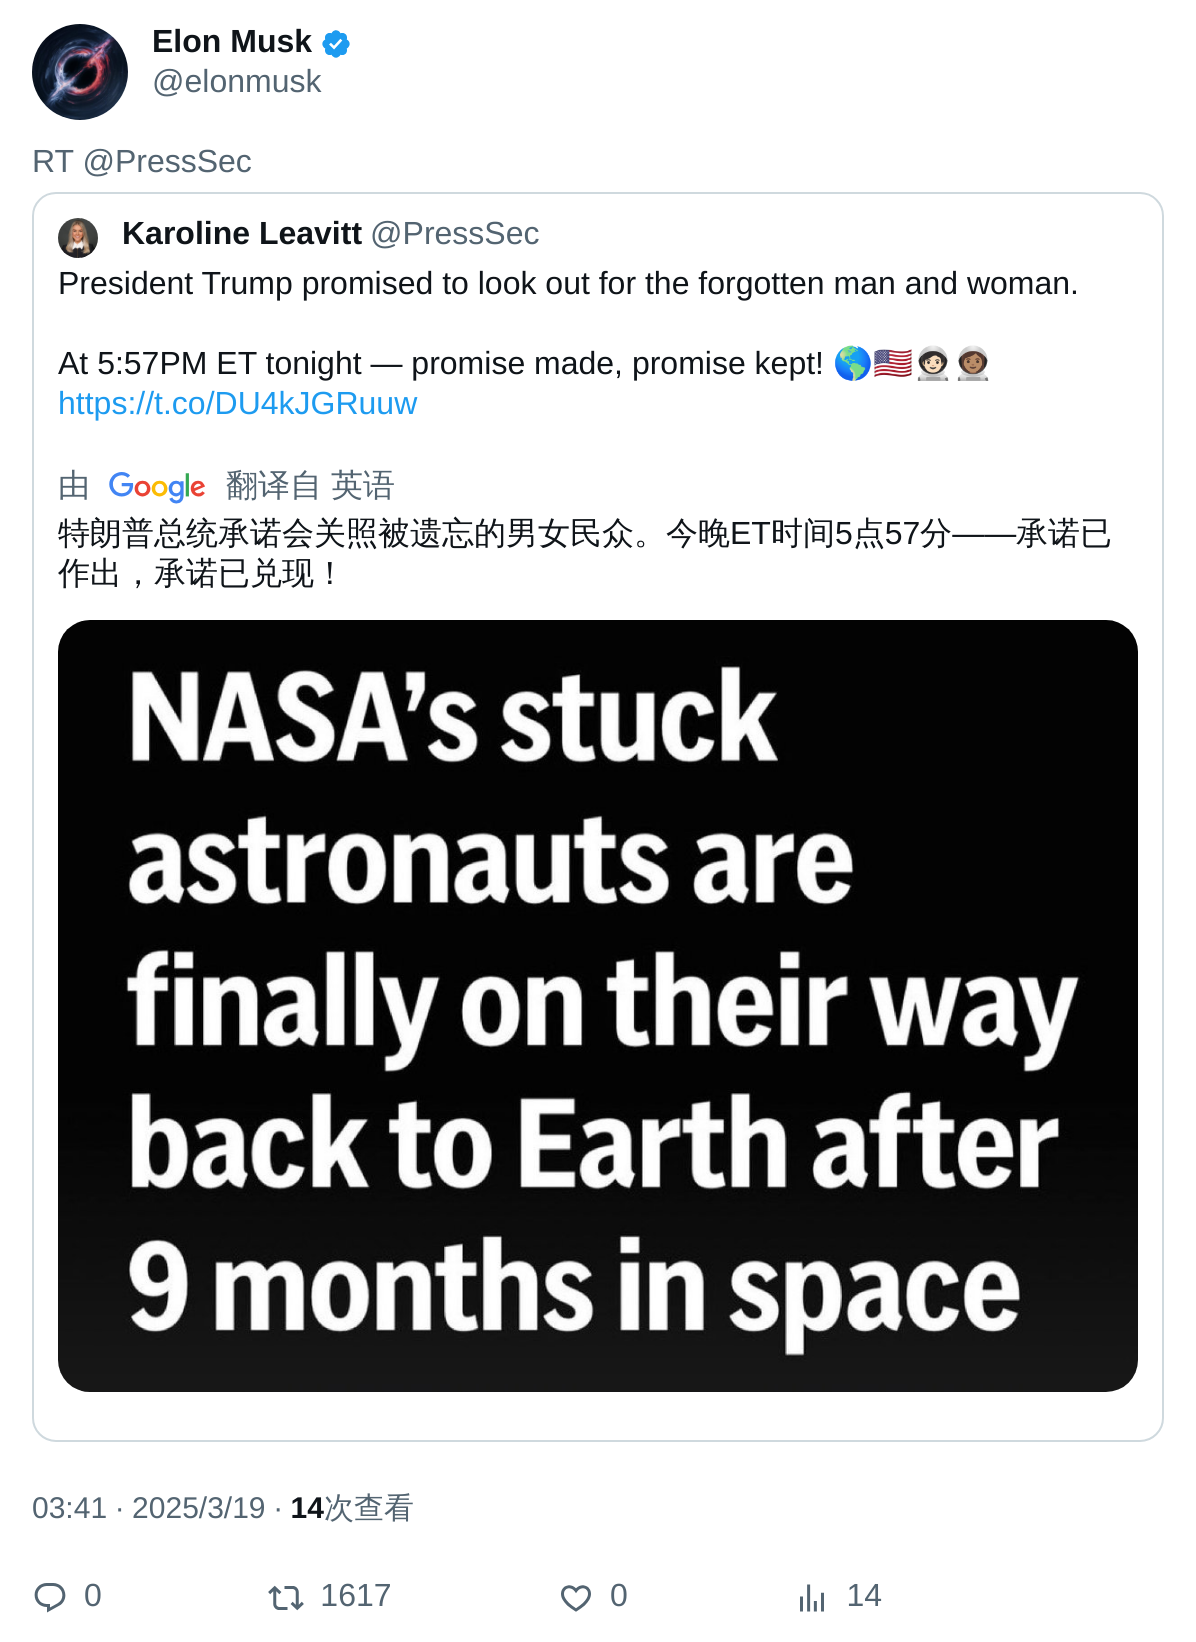 Elon Musk
@elonmusk
RT @PressSec
Karoline Leavitt @PressSec
President Trump promised to look out for the forgotten man and woman.
At 5:57PM ET tonight — promise made, promise kept! 🌎🇺🇸👩🏻‍🚀👩🏾‍🚀
https://t.co/DU4kJGRuuw
由 Google 翻译自 英语
特朗普总统承诺会关照被遗忘的男女民众。今晚ET时间5点57分——承诺已
作出，承诺已兑现！
NASA’s stuck
astronauts are
finally on their way
back to Earth after
9 months in space
03:41 · 2025/3/19 · 14次查看
0 1617 0 14